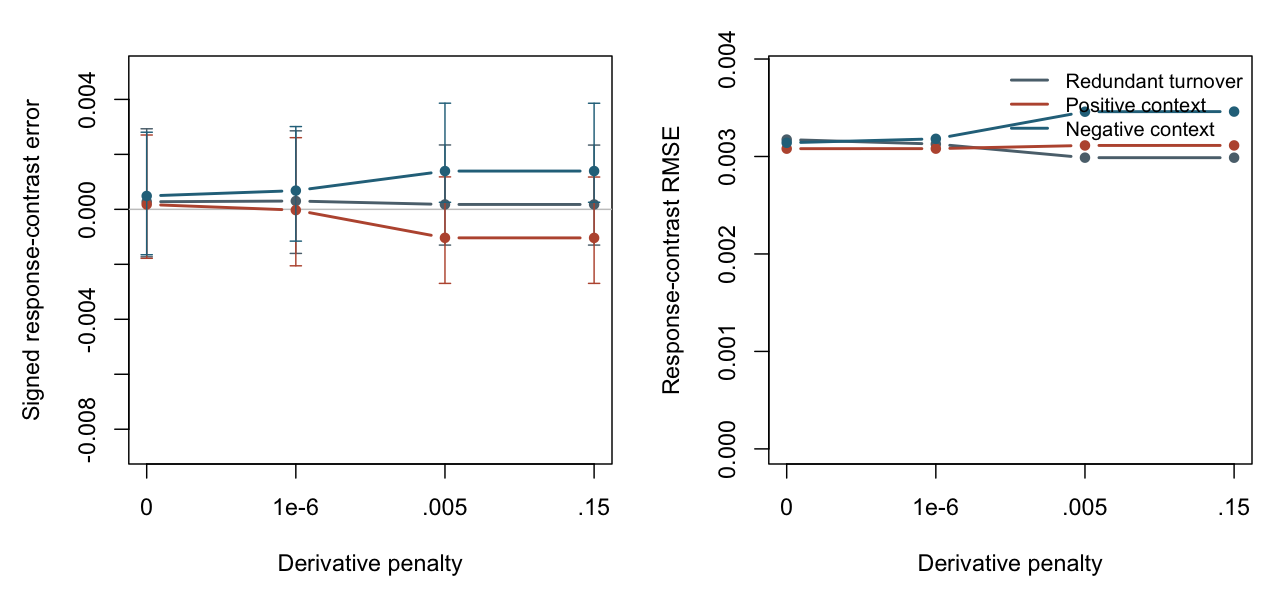 Signed response-contrast error
0.004
0.000
-0.004
-0.008
0
1e-6
.005
.15
Derivative penalty
Response-contrast RMSE
0.004
0.003
0.002
0.001
0.000
Redundant turnover
Positive context
Negative context
0
1e-6
.005
.15
Derivative penalty